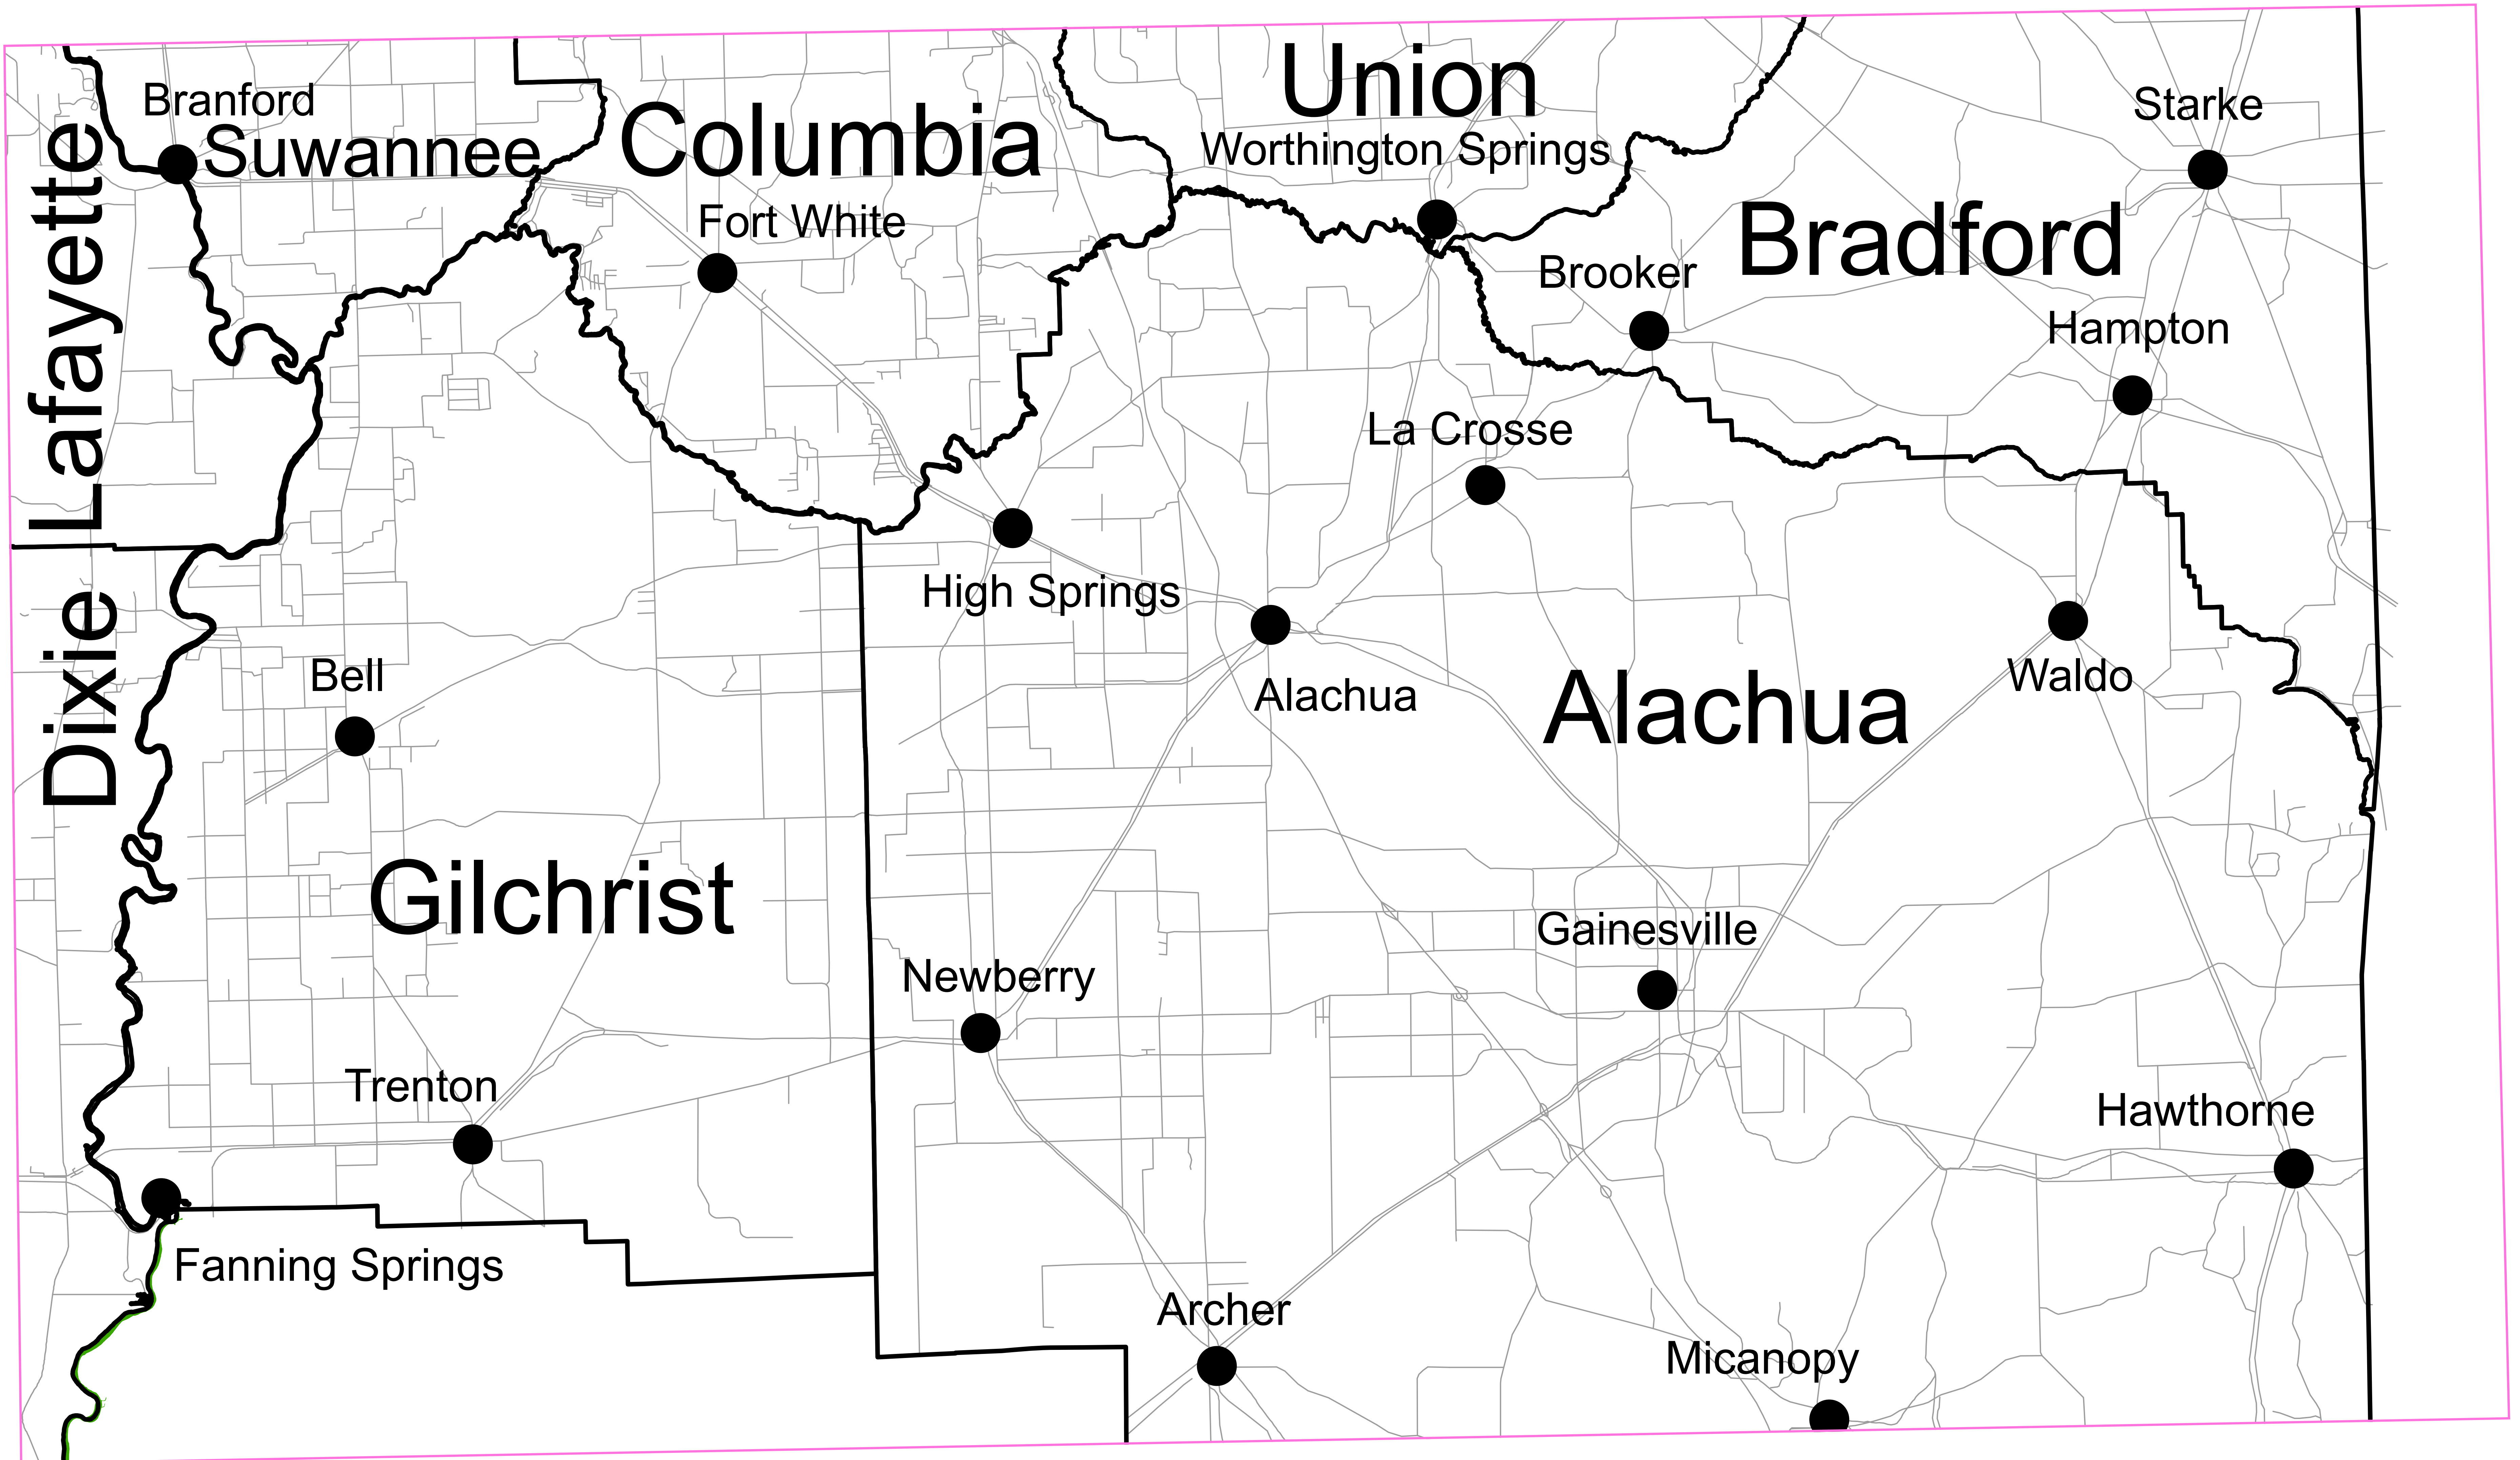 Union
Branford
Starke
Suwannee
Columbia
Worthington Springs
Lafayette
Fort White
Bradford
Brooker
Hampton
La Crosse
High Springs
Dixie
Bell
Alachua
Alachua
Waldo
Gilchrist
Gainesville
Newberry
Trenton
Hawthorne
Fanning Springs
Archer
Micanopy